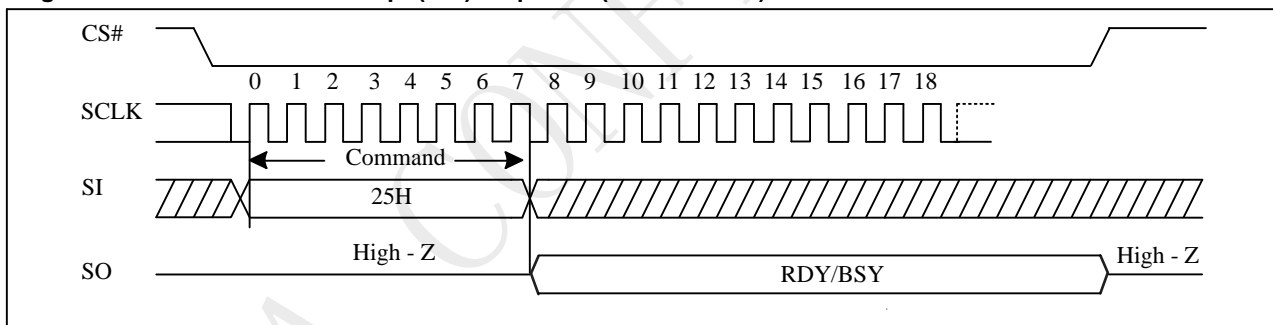 CS#
0 1 2 3 4 5 6 7 8 9 10 11 12 13 14 15 16 17 18
SCLK
Command
SI
25H
High - Z
High - Z
SO
RDY/BSY